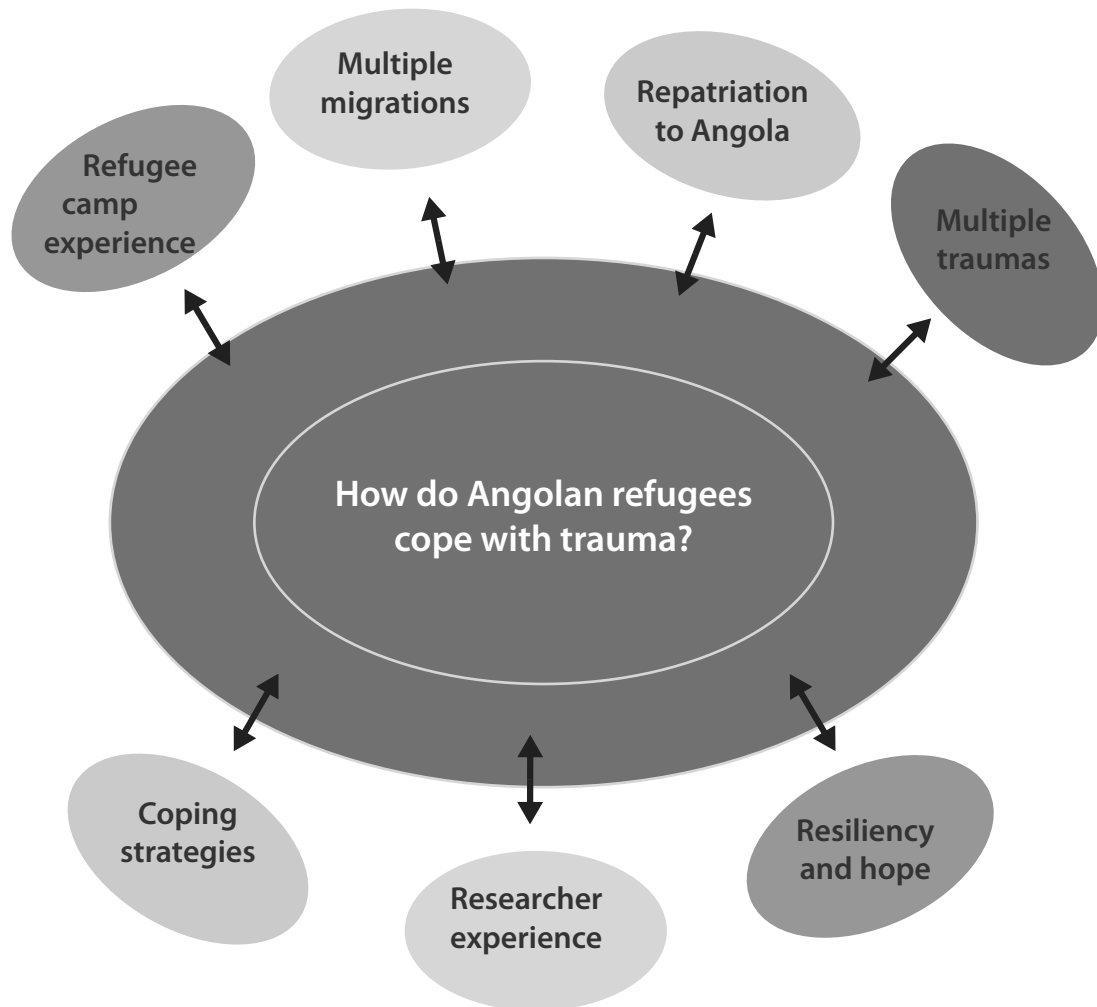 Multiple
migrations
Repatriation
to Angola
Refugee
camp
experience
Multiple
traumas
How do Angolan refugees
cope with trauma?
Coping
strategies
Researcher
experience
Resiliency
and hope